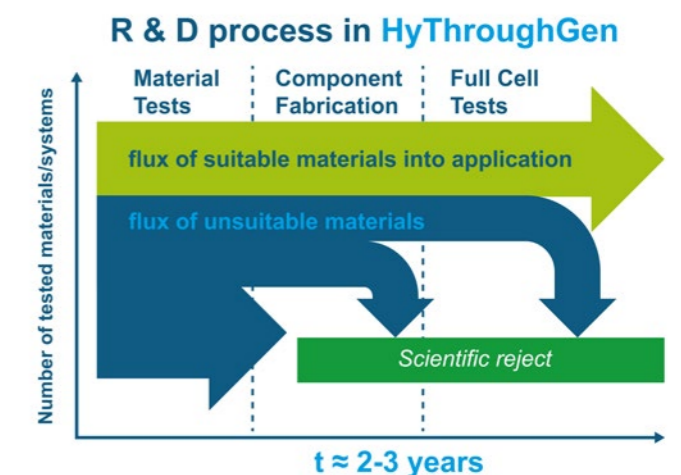 R & D process in HyThroughGen
Material
Tests
Component
Fabrication
Full Cell
Tests
flux of suitable materials into application
flux of unsuitable materials
Scientific reject
Number of tested materials/systems
t ≈ 2-3 years